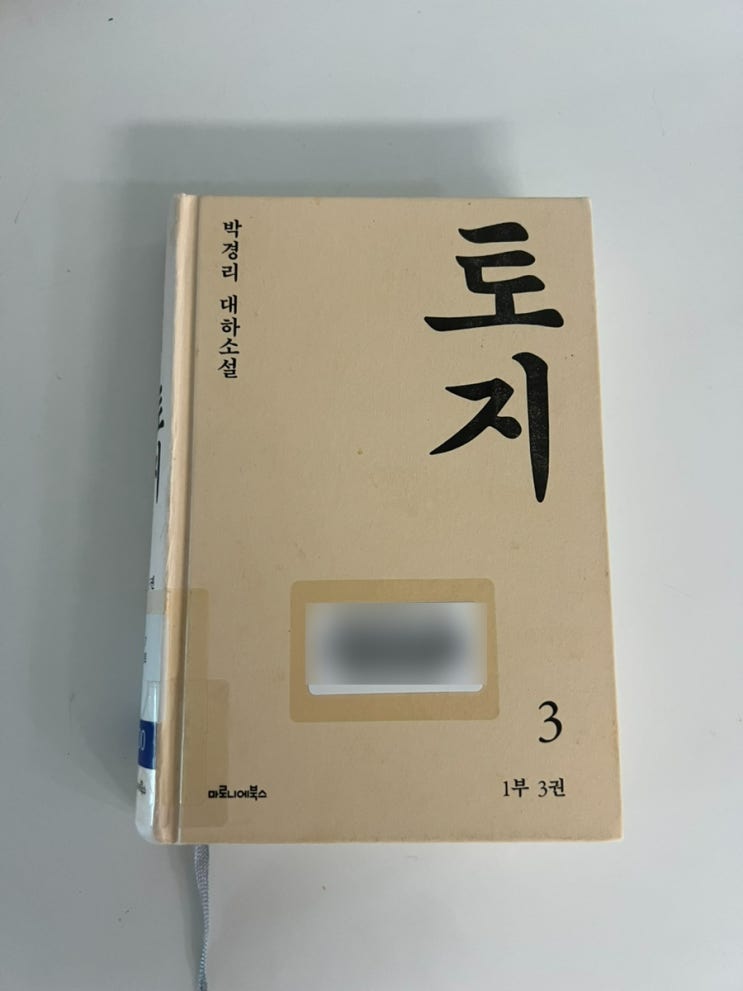 박경리 대하소설
토지
3
1부 3권
마로니에북스